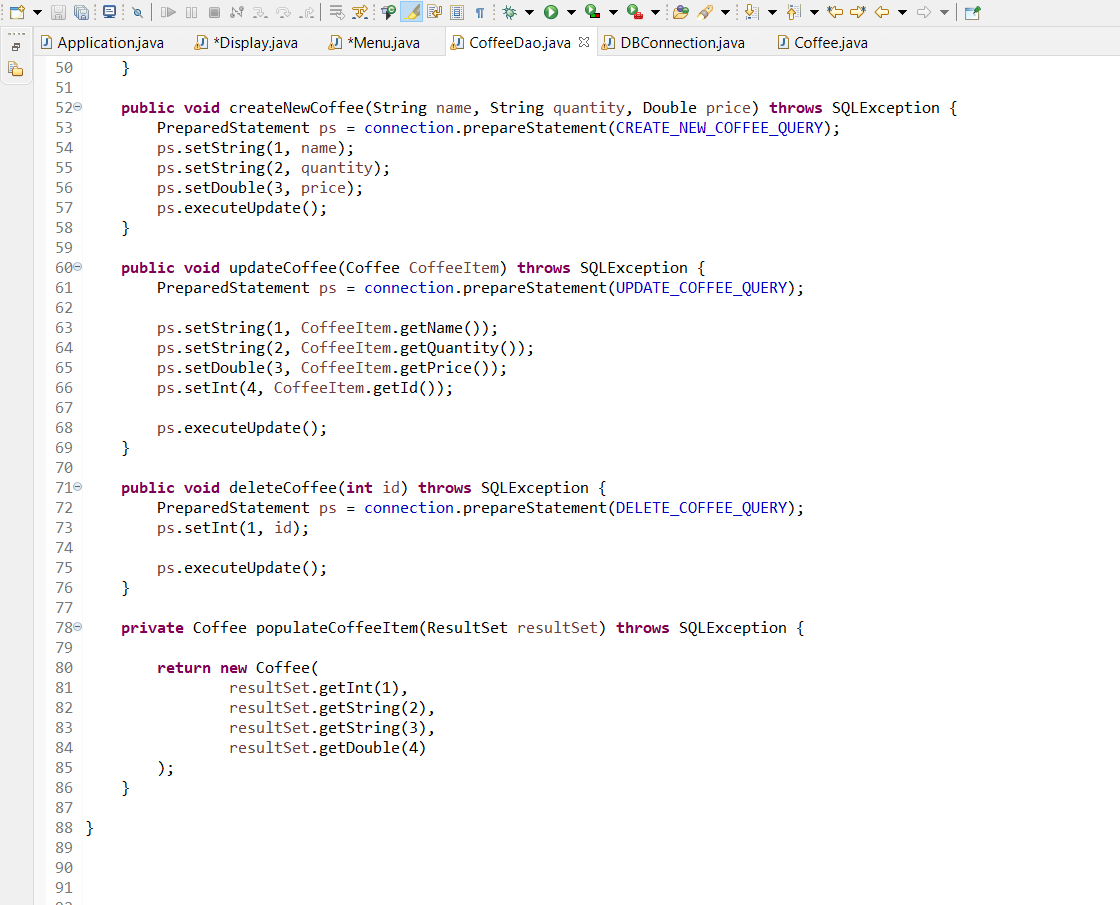 Application.java *Display.java *Menu.java CoffeeDao.java DBConnection.java Coffee.java
50 }
51
52 public void createNewCoffee(String name, String quantity, Double price) throws SQLException {
53 PreparedStatement ps = connection.prepareStatement(CREATE_NEW_COFFEE_QUERY);
54 ps.setString(1, name);
55 ps.setString(2, quantity);
56 ps.setDouble(3, price);
57 ps.executeUpdate();
58 }
59
60 public void updateCoffee(Coffee CoffeeItem) throws SQLException {
61 PreparedStatement ps = connection.prepareStatement(UPDATE_COFFEE_QUERY);
62
63 ps.setString(1, CoffeeItem.getName());
64 ps.setString(2, CoffeeItem.getQuantity());
65 ps.setDouble(3, CoffeeItem.getPrice());
66 ps.setInt(4, CoffeeItem.getId());
67
68 ps.executeUpdate();
69 }
70
71 public void deleteCoffee(int id) throws SQLException {
72 PreparedStatement ps = connection.prepareStatement(DELETE_COFFEE_QUERY);
73 ps.setInt(1, id);
74
75 ps.executeUpdate();
76 }
77
78 private Coffee populateCoffeeItem(ResultSet resultSet) throws SQLException {
79
80 return new Coffee(
81 resultSet.getInt(1),
82 resultSet.getString(2),
83 resultSet.getString(3),
84 resultSet.getDouble(4)
85 );
86 }
87
88 }
89
90
91